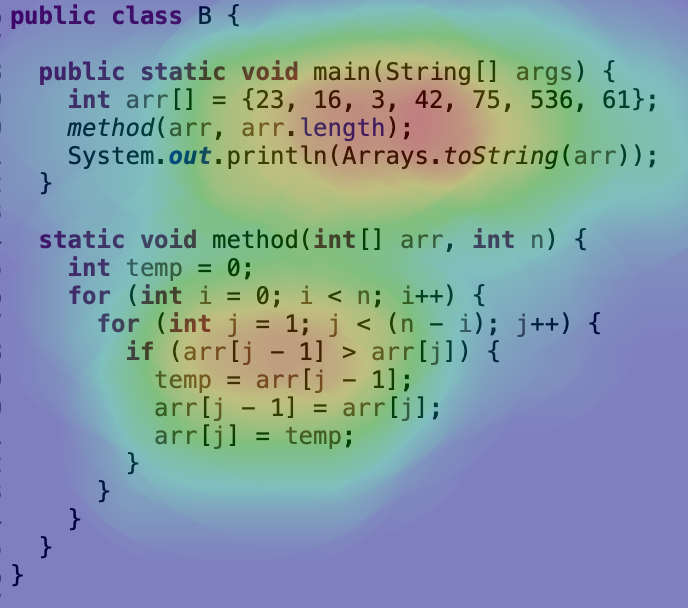 public class B {
public static void main(String[] args) {
int arr[] = {23, 16, 3, 42, 75, 536, 61};
method(arr, arr.length);
System.out.println(Arrays.toString(arr));
}
static void method(int[] arr, int n) {
int temp = 0;
for (int i = 0; i < n; i++) {
for (int j = 1; j < (n - i); j++) {
if (arr[j - 1] > arr[j]) {
temp = arr[j - 1];
arr[j - 1] = arr[j];
arr[j] = temp;
}
}
}
}
}